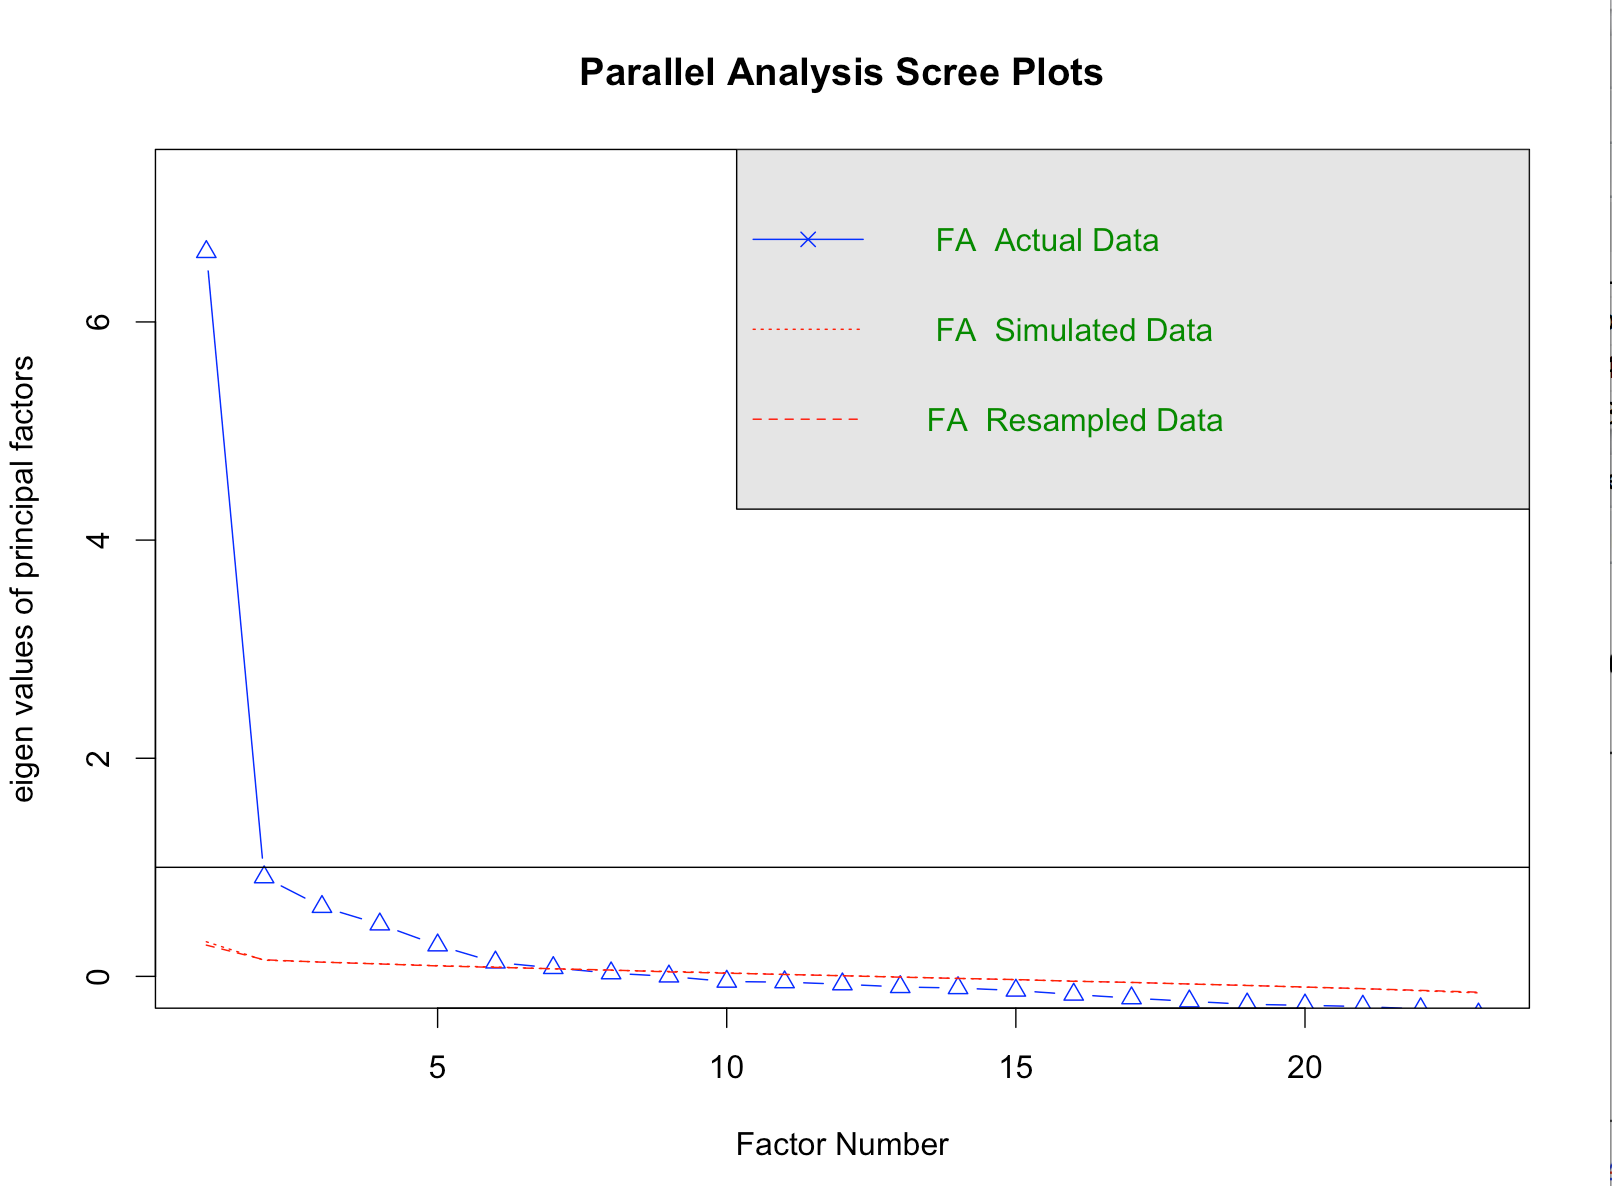 Parallel Analysis Scree Plots
FA Actual Data
FA Simulated Data
FA Resampled Data
eigen values of principal factors
6
4
2
0
5
10
15
20
Factor Number